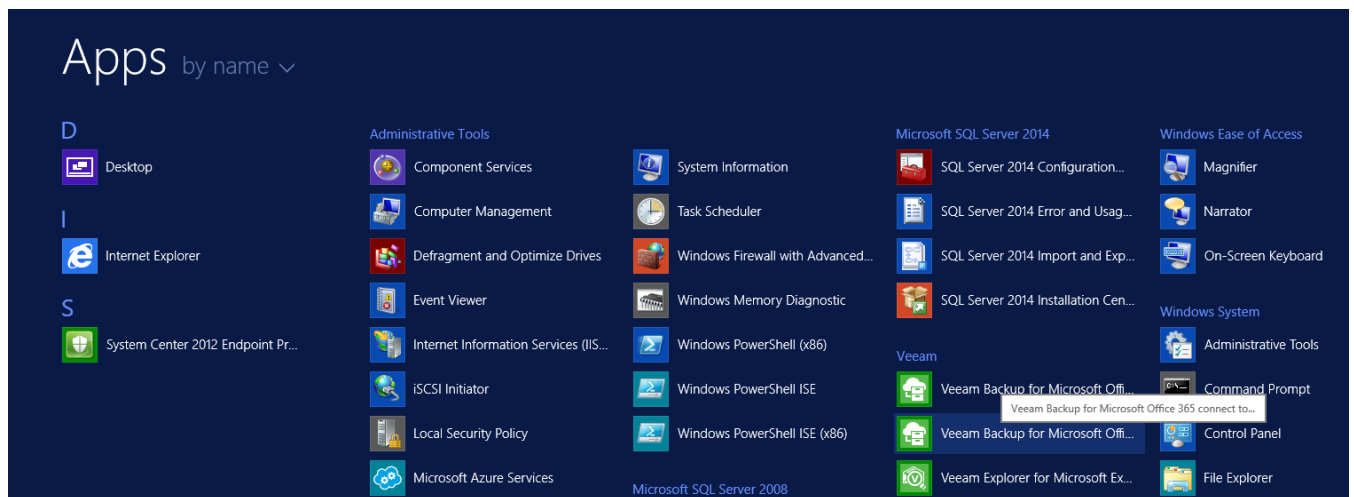 Apps by name
D
Desktop
I
Internet Explorer
S
System Center 2012 Endpoint Pr...
Administrative Tools
Component Services
Computer Management
Defragment and Optimize Drives
Event Viewer
Internet Information Services (IIS...
iSCSI Initiator
Local Security Policy
Microsoft Azure Services
System Information
Task Scheduler
Windows Firewall with Advanced...
Windows Memory Diagnostic
Windows PowerShell (x86)
Windows PowerShell ISE
Windows PowerShell ISE (x86)
Microsoft SQL Server 2008
Microsoft SQL Server 2014
SQL Server 2014 Configuration...
SQL Server 2014 Error and Usag...
SQL Server 2014 Import and Exp...
SQL Server 2014 Installation Cen...
Veeam
Veeam Backup for Microsoft Offi...
Veeam Backup for Microsoft Office 365 connect to...
Veeam Backup for Microsoft Offi...
Veeam Explorer for Microsoft Ex...
Windows Ease of Access
Magnifier
Narrator
On-Screen Keyboard
Windows System
Administrative Tools
Command Prompt
Control Panel
File Explorer